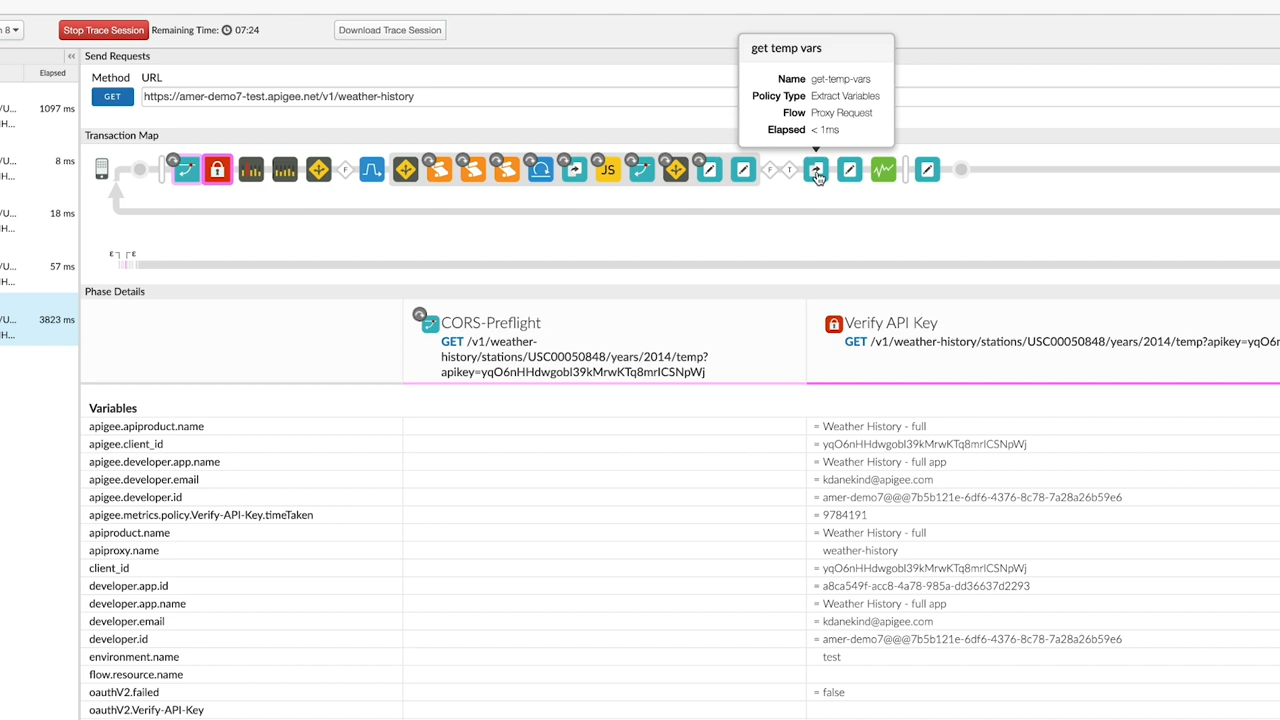 n 8
Stop Trace Session Remaining Time: 07:24
Download Trace Session
Elapsed
/U... 1097 ms
H...
/U... 8 ms
H...
/U... 18 ms
H...
/U... 57 ms
H...
/U... 3823 ms
H...
Send Requests
Method URL
GET https://amer-demo7-test.apigee.net/v1/weather-history
get temp vars
Name get-temp-vars
Policy Type Extract Variables
Flow Proxy Request
Elapsed < 1ms
Transaction Map
F JS F T
ε ε
Phase Details
CORS-Preflight
GET /v1/weather-
history/stations/USC00050848/years/2014/temp?
apikey=yqO6nHHdwgobl39kMrwKTq8mrICSNpWj
Verify API Key
GET /v1/weather-history/stations/USC00050848/years/2014/temp?apikey=yqO6n
Variables
apigee.apiproduct.name = Weather History - full
apigee.client_id = yqO6nHHdwgobl39kMrwKTq8mrICSNpWj
apigee.developer.app.name = Weather History - full app
apigee.developer.email = kdanekind@apigee.com
apigee.developer.id = amer-demo7@@@7b5b121e-6df6-4376-8c78-7a28a26b59e6
apigee.metrics.policy.Verify-API-Key.timeTaken = 9784191
apiproduct.name = Weather History - full
apiproxy.name weather-history
client_id = yqO6nHHdwgobl39kMrwKTq8mrICSNpWj
developer.app.id = a8ca549f-acc8-4a78-985a-dd36637d2293
developer.app.name = Weather History - full app
developer.email = kdanekind@apigee.com
developer.id = amer-demo7@@@7b5b121e-6df6-4376-8c78-7a28a26b59e6
environment.name test
flow.resource.name
oauthV2.failed = false
oauthV2.Verify-API-Key